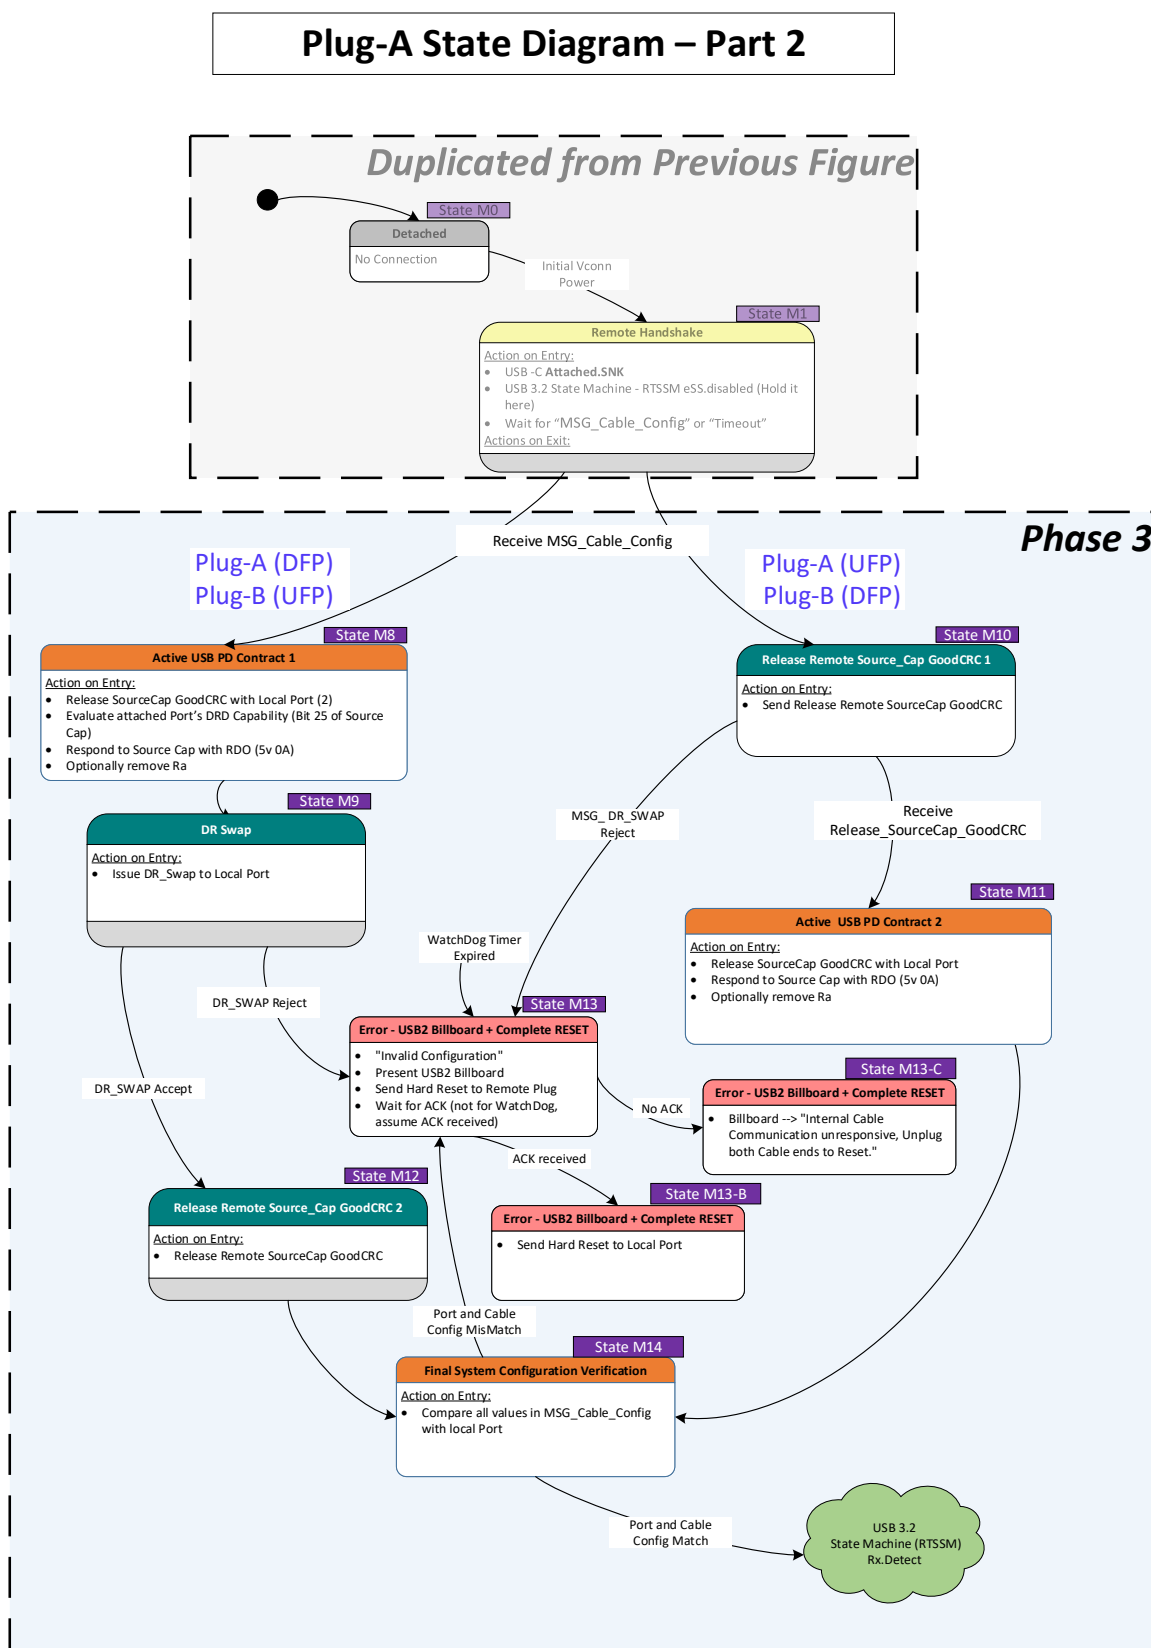 Plug-A State Diagram – Part 2
Duplicated from Previous Figure
State M0
Detached
No Connection
Initial Vconn
Power
State M1
Remote Handshake
Action on Entry:
• USB -C Attached.SNK
• USB 3.2 State Machine - RTSSM eSS.disabled (Hold it
here)
• Wait for “MSG_Cable_Config” or “Timeout”
Actions on Exit:
Receive MSG_Cable_Config
Phase 3
Plug-A (DFP)
Plug-B (UFP)
Plug-A (UFP)
Plug-B (DFP)
State M8
Active USB PD Contract 1
Action on Entry:
• Release SourceCap GoodCRC with Local Port (2)
• Evaluate attached Port’s DRD Capability (Bit 25 of Source
Cap)
• Respond to Source Cap with RDO (5v 0A)
• Optionally remove Ra
State M10
Release Remote Source_Cap GoodCRC 1
Action on Entry:
• Send Release Remote SourceCap GoodCRC
State M9
DR Swap
Action on Entry:
• Issue DR_Swap to Local Port
MSG_ DR_SWAP
Reject
Receive
Release_SourceCap_GoodCRC
State M11
Active USB PD Contract 2
Action on Entry:
• Release SourceCap GoodCRC with Local Port
• Respond to Source Cap with RDO (5v 0A)
• Optionally remove Ra
WatchDog Timer
Expired
DR_SWAP Reject
State M13
Error - USB2 Billboard + Complete RESET
• "Invalid Configuration"
• Present USB2 Billboard
• Send Hard Reset to Remote Plug
• Wait for ACK (not for WatchDog,
assume ACK received)
DR_SWAP Accept
No ACK
State M13-C
Error - USB2 Billboard + Complete RESET
• Billboard --> "Internal Cable
Communication unresponsive, Unplug
both Cable ends to Reset."
ACK received
State M12
Release Remote Source_Cap GoodCRC 2
Action on Entry:
• Release Remote SourceCap GoodCRC
State M13-B
Error - USB2 Billboard + Complete RESET
• Send Hard Reset to Local Port
Port and Cable
Config MisMatch
State M14
Final System Configuration Verification
Action on Entry:
• Compare all values in MSG_Cable_Config
with local Port
Port and Cable
Config Match
USB 3.2
State Machine (RTSSM)
Rx.Detect